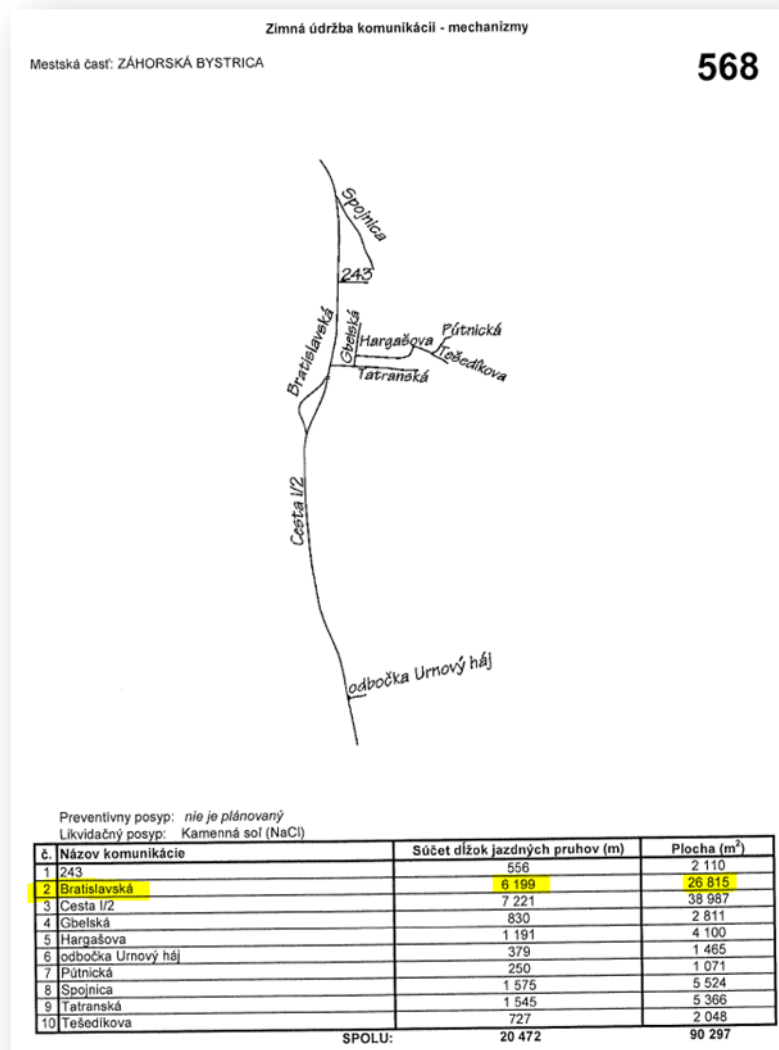 Zimná údržba komunikácii - mechanizmy
Mestská časť: ZÁHORSKÁ BYSTRICA
568
Spojnica
243
Bratislavská
Gbelská
Hargašova
Pútnická
Tešedíkova
Tatranská
Cesta I/2
odbočka Urnový háj
Preventívny posyp: nie je plánovaný
Likvidačný posyp: Kamenná soľ (NaCl)
č. Názov komunikácie Súčet dĺžok jazdných pruhov (m) Plocha (m²)
1 243 556 2 110
2 Bratislavská 6 199 26 815
3 Cesta I/2 7 221 38 987
4 Gbelská 830 2 811
5 Hargašova 1 191 4 100
6 odbočka Urnový háj 379 1 465
7 Pútnická 250 1 071
8 Spojnica 1 575 5 524
9 Tatranská 1 545 5 366
10 Tešedíkova 727 2 048
SPOLU: 20 472 90 297